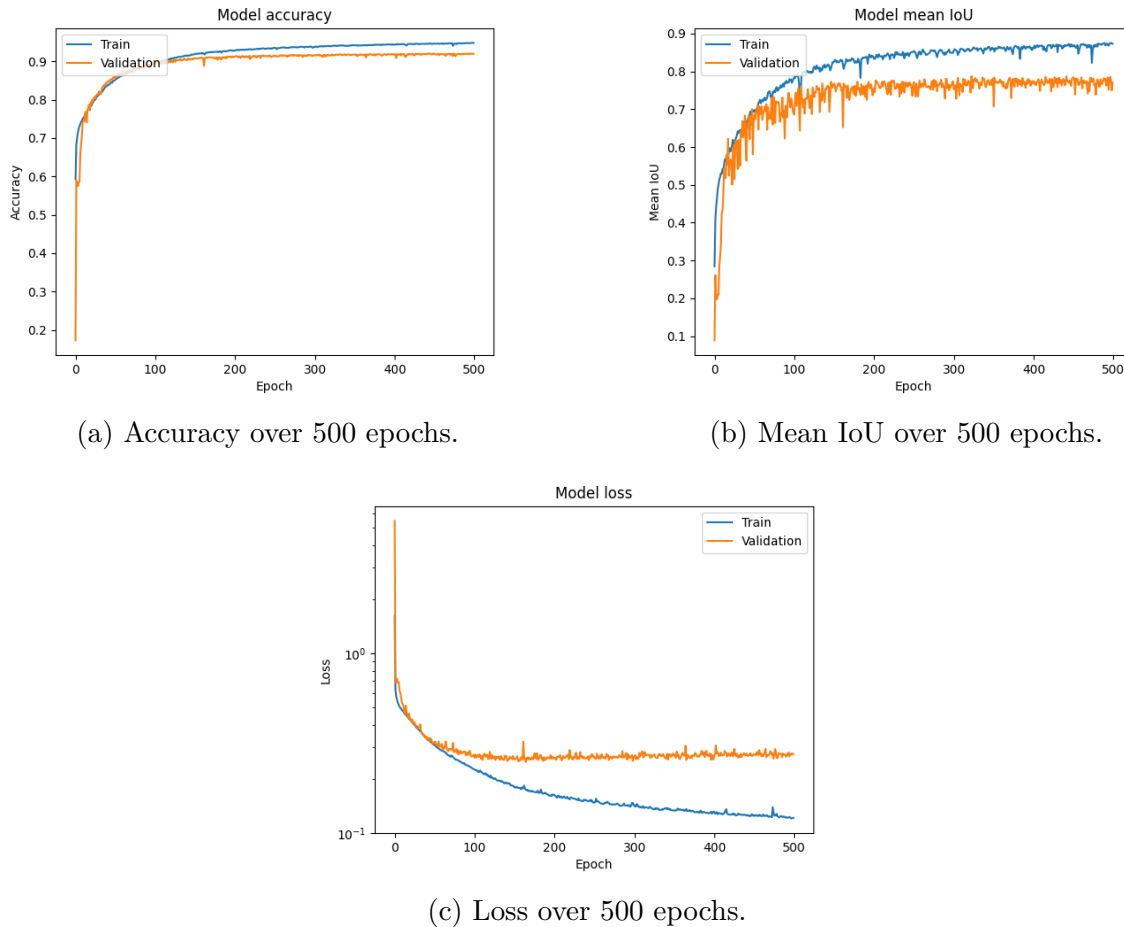 Model accuracy
Train
Validation
0.9
0.8
0.7
0.6
0.5
0.4
0.3
0.2
Accuracy
0 100 200 300 400 500
Epoch
(a) Accuracy over 500 epochs.
Model mean IoU
Train
Validation
0.9
0.8
0.7
0.6
0.5
0.4
0.3
0.2
0.1
Mean IoU
0 100 200 300 400 500
Epoch
(b) Mean IoU over 500 epochs.
Model loss
Train
Validation
10⁰
10⁻¹
Loss
0 100 200 300 400 500
Epoch
(c) Loss over 500 epochs.